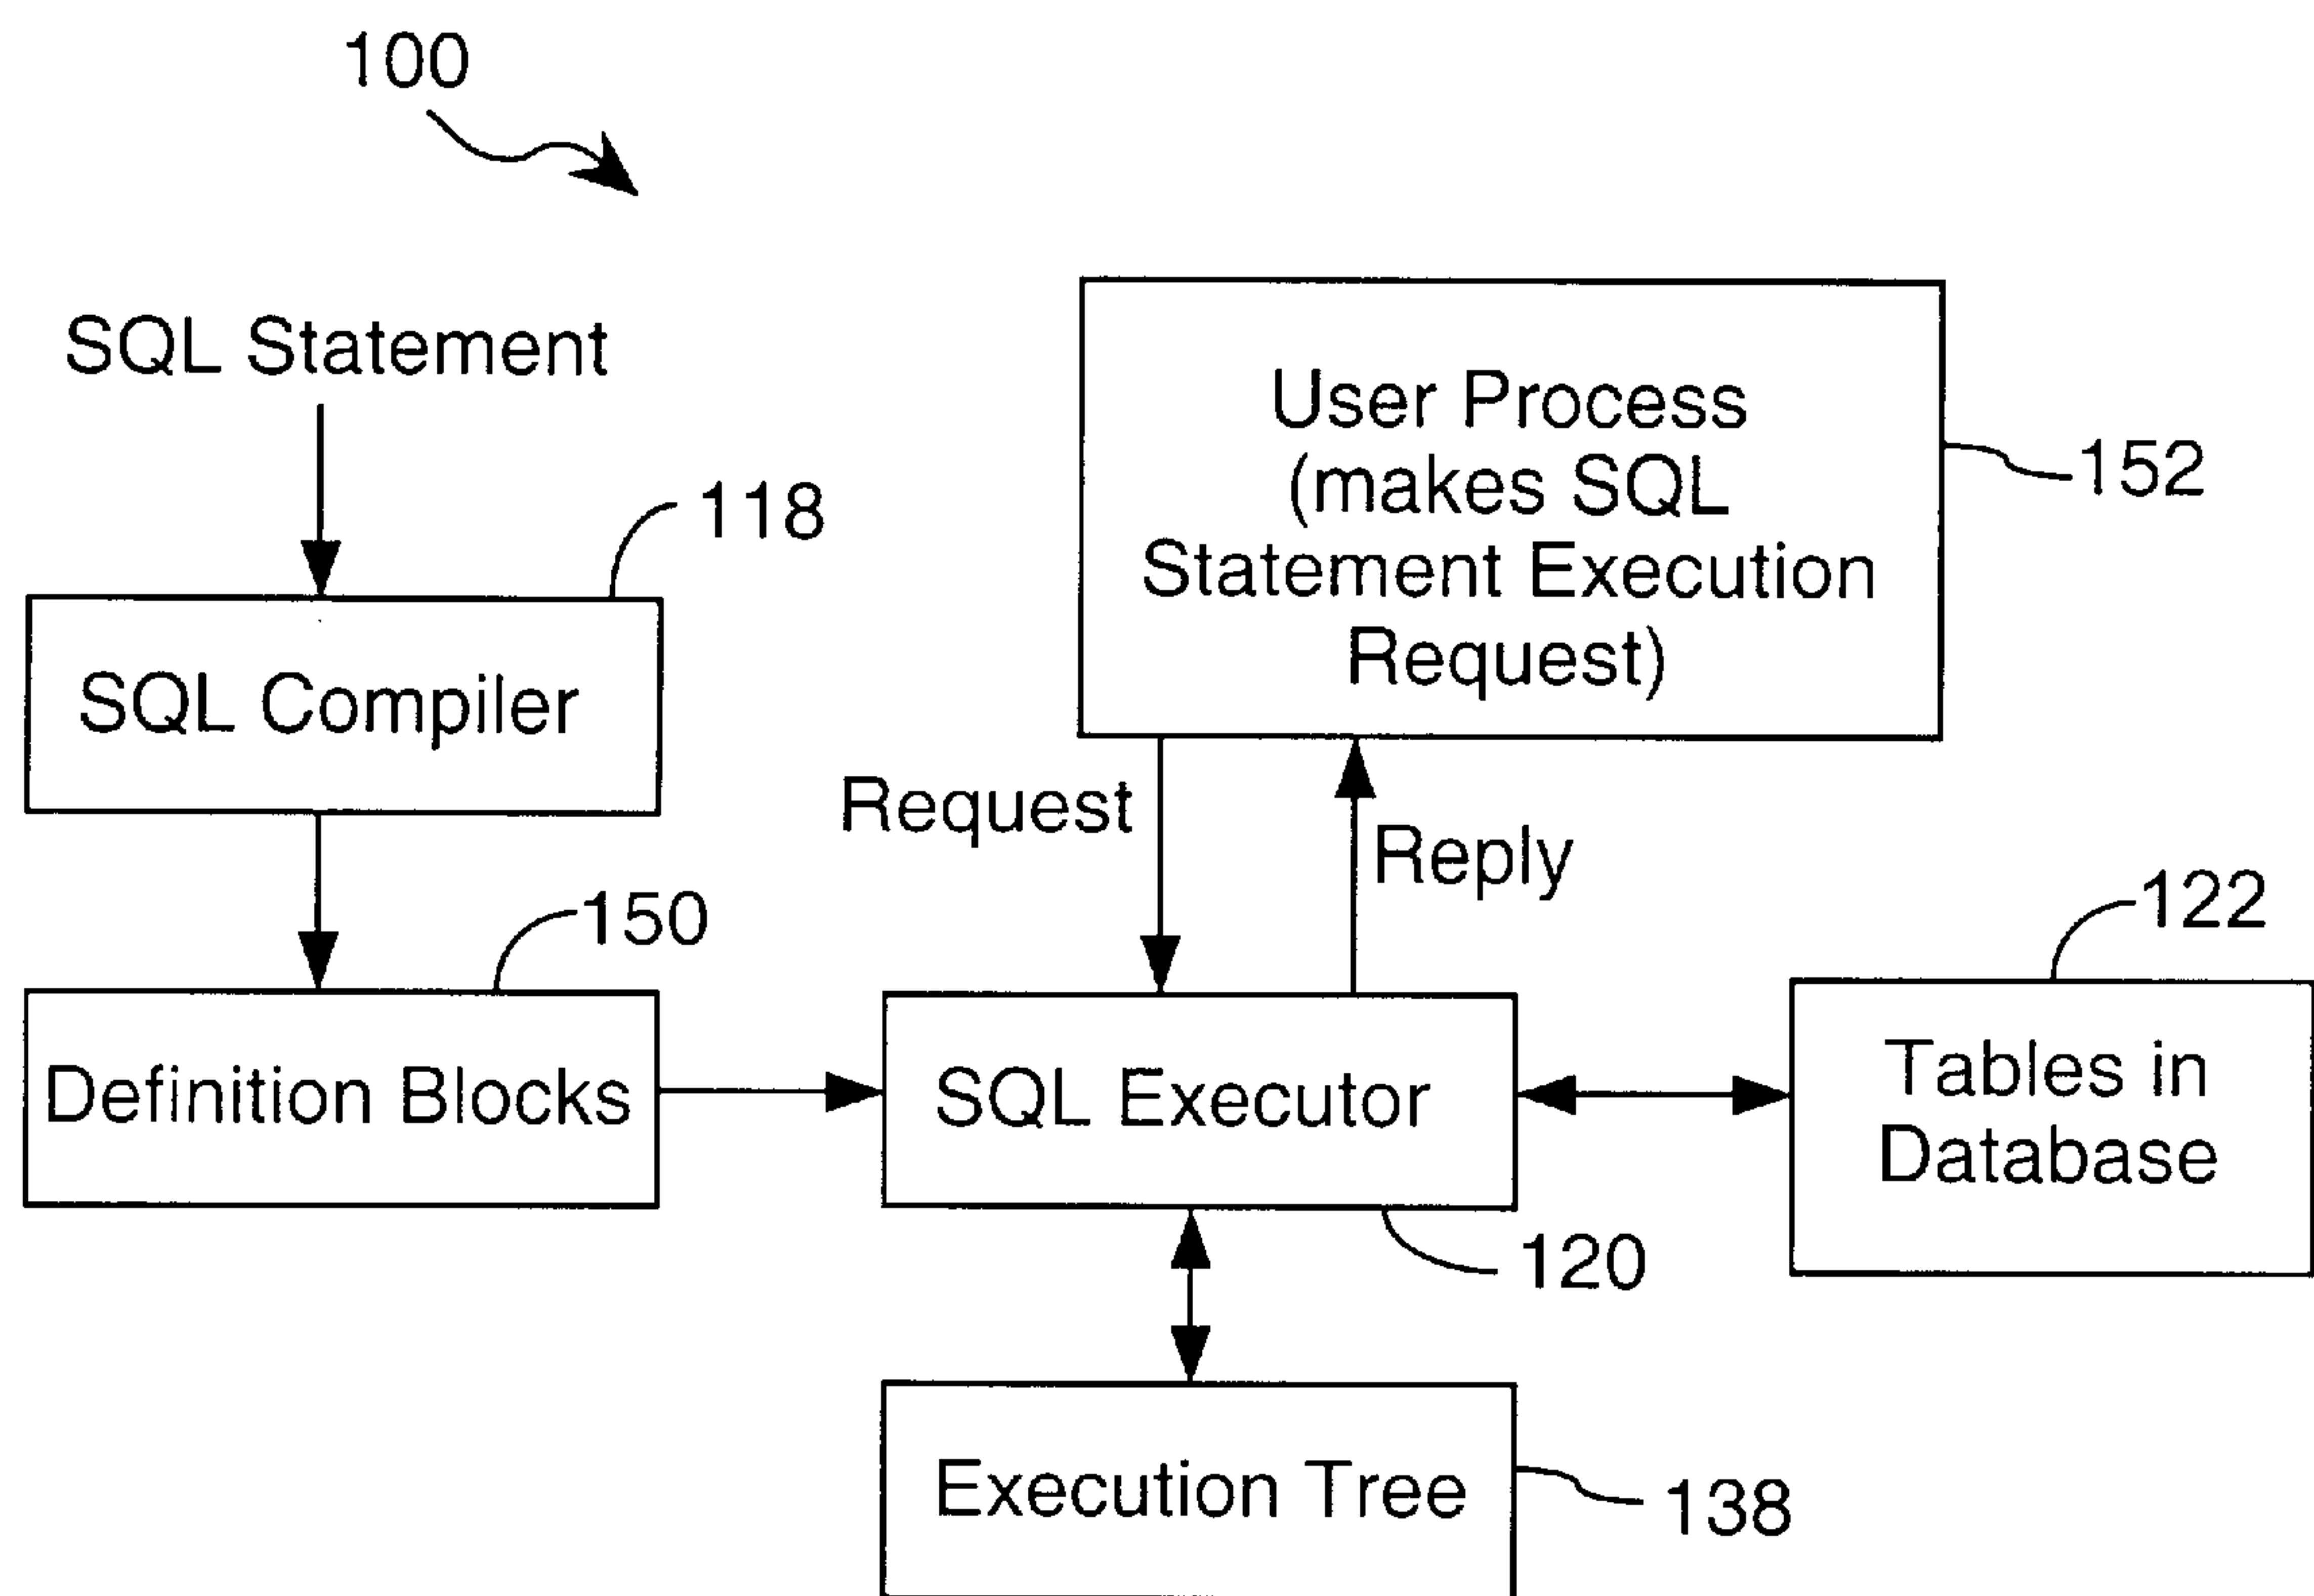 100
SQL Statement
118
SQL Compiler
User Process
(makes SQL
Statement Execution
Request)
152
Request
Reply
150
Definition Blocks
SQL Executor
120
122
Tables in
Database
Execution Tree
138